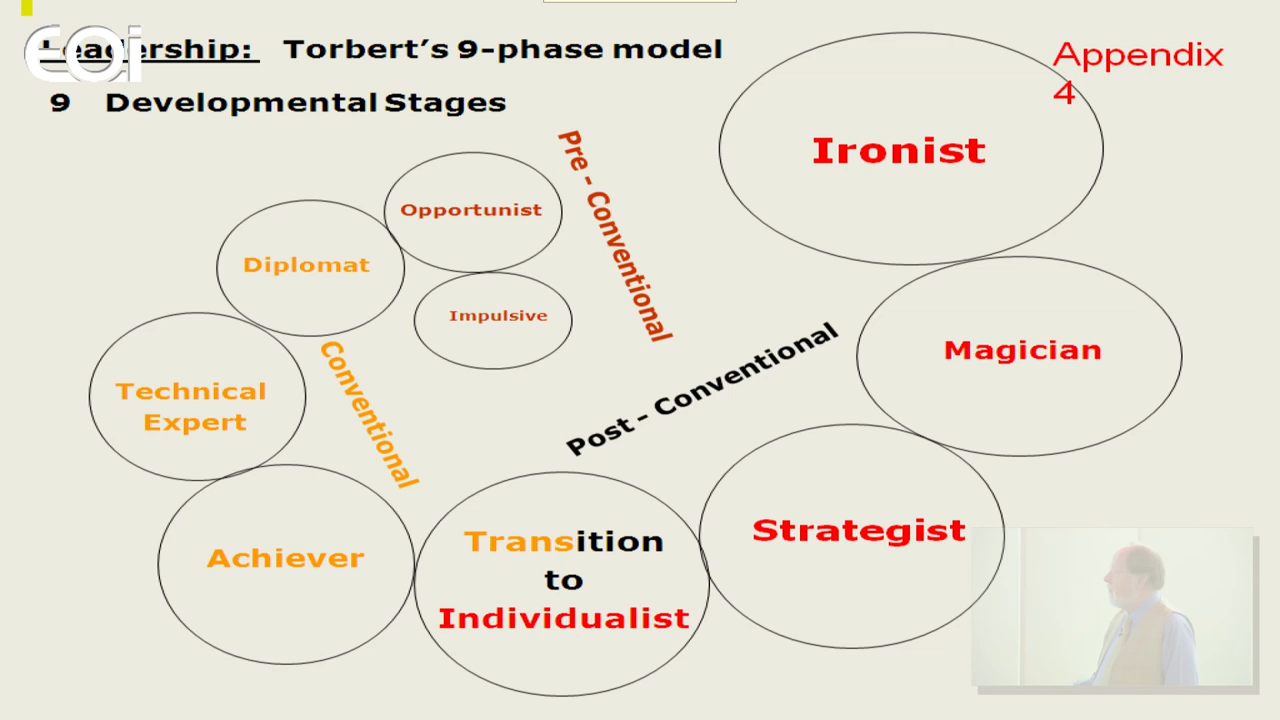 Leadership: Torbert's 9-phase model
eoi
Appendix
4
9 Developmental Stages
Pre - Conventional
Ironist
Opportunist
Diplomat
Impulsive
Conventional
Post - Conventional
Magician
Technical
Expert
Strategist
Achiever
Transition
to
Individualist